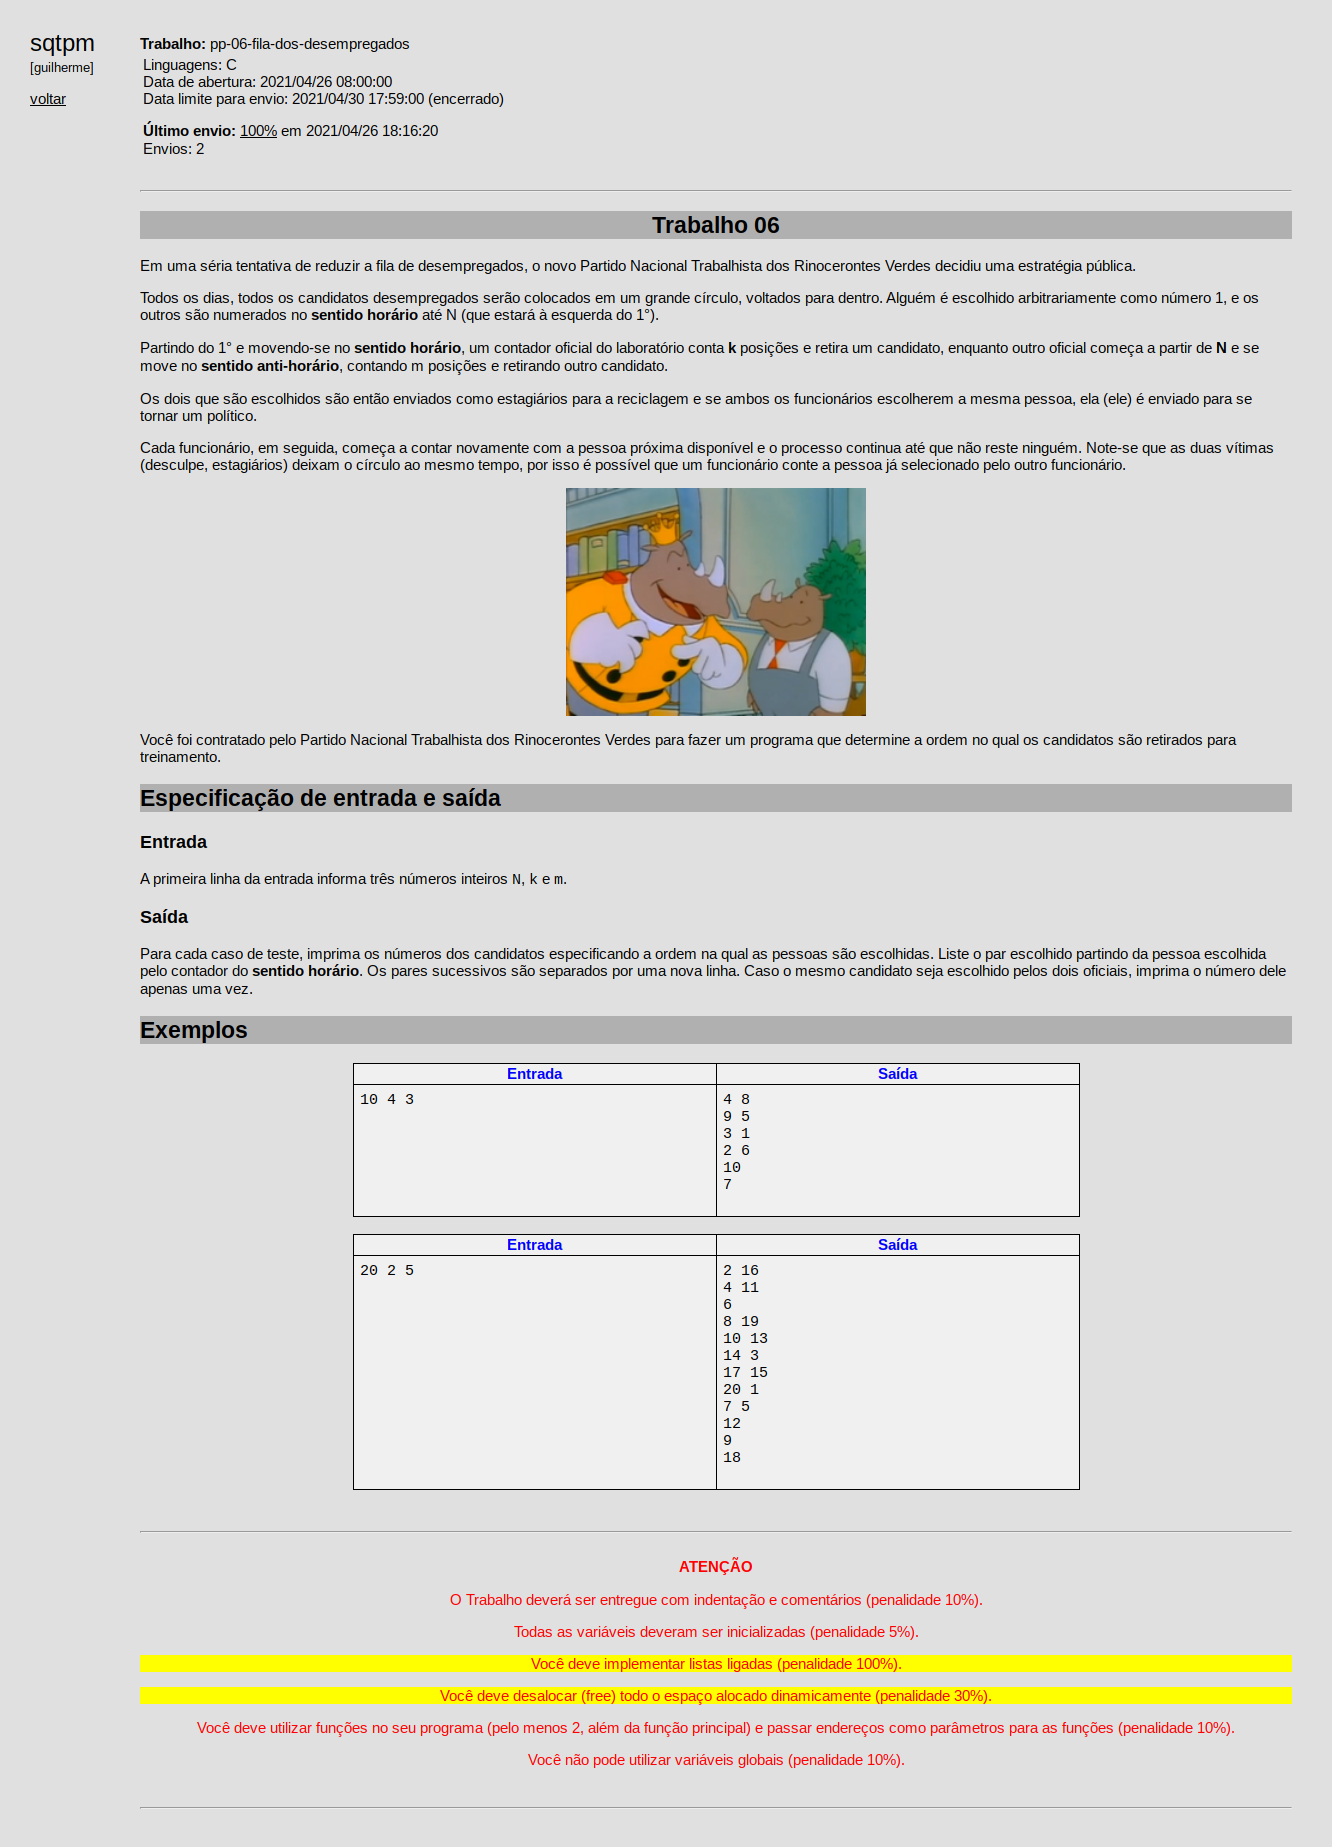 sqtpm
[guilherme]
voltar
Trabalho: pp-06-fila-dos-desempregados
Linguagens: C
Data de abertura: 2021/04/26 08:00:00
Data limite para envio: 2021/04/30 17:59:00 (encerrado)
Último envio: 100% em 2021/04/26 18:16:20
Envios: 2
Trabalho 06
Em uma séria tentativa de reduzir a fila de desempregados, o novo Partido Nacional Trabalhista dos Rinocerontes Verdes decidiu uma estratégia pública.
Todos os dias, todos os candidatos desempregados serão colocados em um grande círculo, voltados para dentro. Alguém é escolhido arbitrariamente como número 1, e os
outros são numerados no sentido horário até N (que estará à esquerda do 1°).
Partindo do 1° e movendo-se no sentido horário, um contador oficial do laboratório conta k posições e retira um candidato, enquanto outro oficial começa a partir de N e se
move no sentido anti-horário, contando m posições e retirando outro candidato.
Os dois que são escolhidos são então enviados como estagiários para a reciclagem e se ambos os funcionários escolherem a mesma pessoa, ela (ele) é enviado para se
tornar um político.
Cada funcionário, em seguida, começa a contar novamente com a pessoa próxima disponível e o processo continua até que não reste ninguém. Note-se que as duas vítimas
(desculpe, estagiários) deixam o círculo ao mesmo tempo, por isso é possível que um funcionário conte a pessoa já selecionado pelo outro funcionário.
Você foi contratado pelo Partido Nacional Trabalhista dos Rinocerontes Verdes para fazer um programa que determine a ordem no qual os candidatos são retirados para
treinamento.
Especificação de entrada e saída
Entrada
A primeira linha da entrada informa três números inteiros N, k e m.
Saída
Para cada caso de teste, imprima os números dos candidatos especificando a ordem na qual as pessoas são escolhidas. Liste o par escolhido partindo da pessoa escolhida
pelo contador do sentido horário. Os pares sucessivos são separados por uma nova linha. Caso o mesmo candidato seja escolhido pelos dois oficiais, imprima o número dele
apenas uma vez.
Exemplos
Entrada Saída
10 4 3 4 8
9 5
3 1
2 6
10
7
Entrada Saída
20 2 5 2 16
4 11
6
8 19
10 13
14 3
17 15
20 1
7 5
12
9
18
ATENÇÃO
O Trabalho deverá ser entregue com indentação e comentários (penalidade 10%).
Todas as variáveis deveram ser inicializadas (penalidade 5%).
Você deve implementar listas ligadas (penalidade 100%).
Você deve desalocar (free) todo o espaço alocado dinamicamente (penalidade 30%).
Você deve utilizar funções no seu programa (pelo menos 2, além da função principal) e passar endereços como parâmetros para as funções (penalidade 10%).
Você não pode utilizar variáveis globais (penalidade 10%).